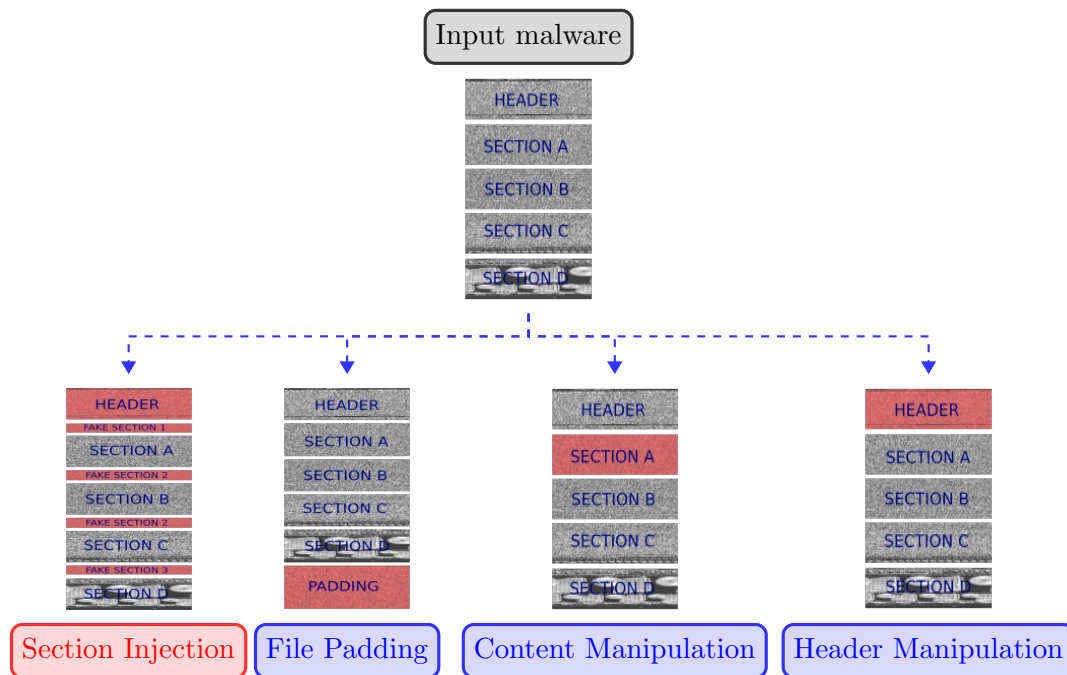 Input malware
HEADER
SECTION A
SECTION B
SECTION C
SECTION D
HEADER
FAKE SECTION 1
SECTION A
FAKE SECTION 2
SECTION B
FAKE SECTION 2
SECTION C
FAKE SECTION 3
SECTION D
Section Injection
HEADER
SECTION A
SECTION B
SECTION C
SECTION D
PADDING
File Padding
HEADER
SECTION A
SECTION B
SECTION C
SECTION D
Content Manipulation
HEADER
SECTION A
SECTION B
SECTION C
SECTION D
Header Manipulation